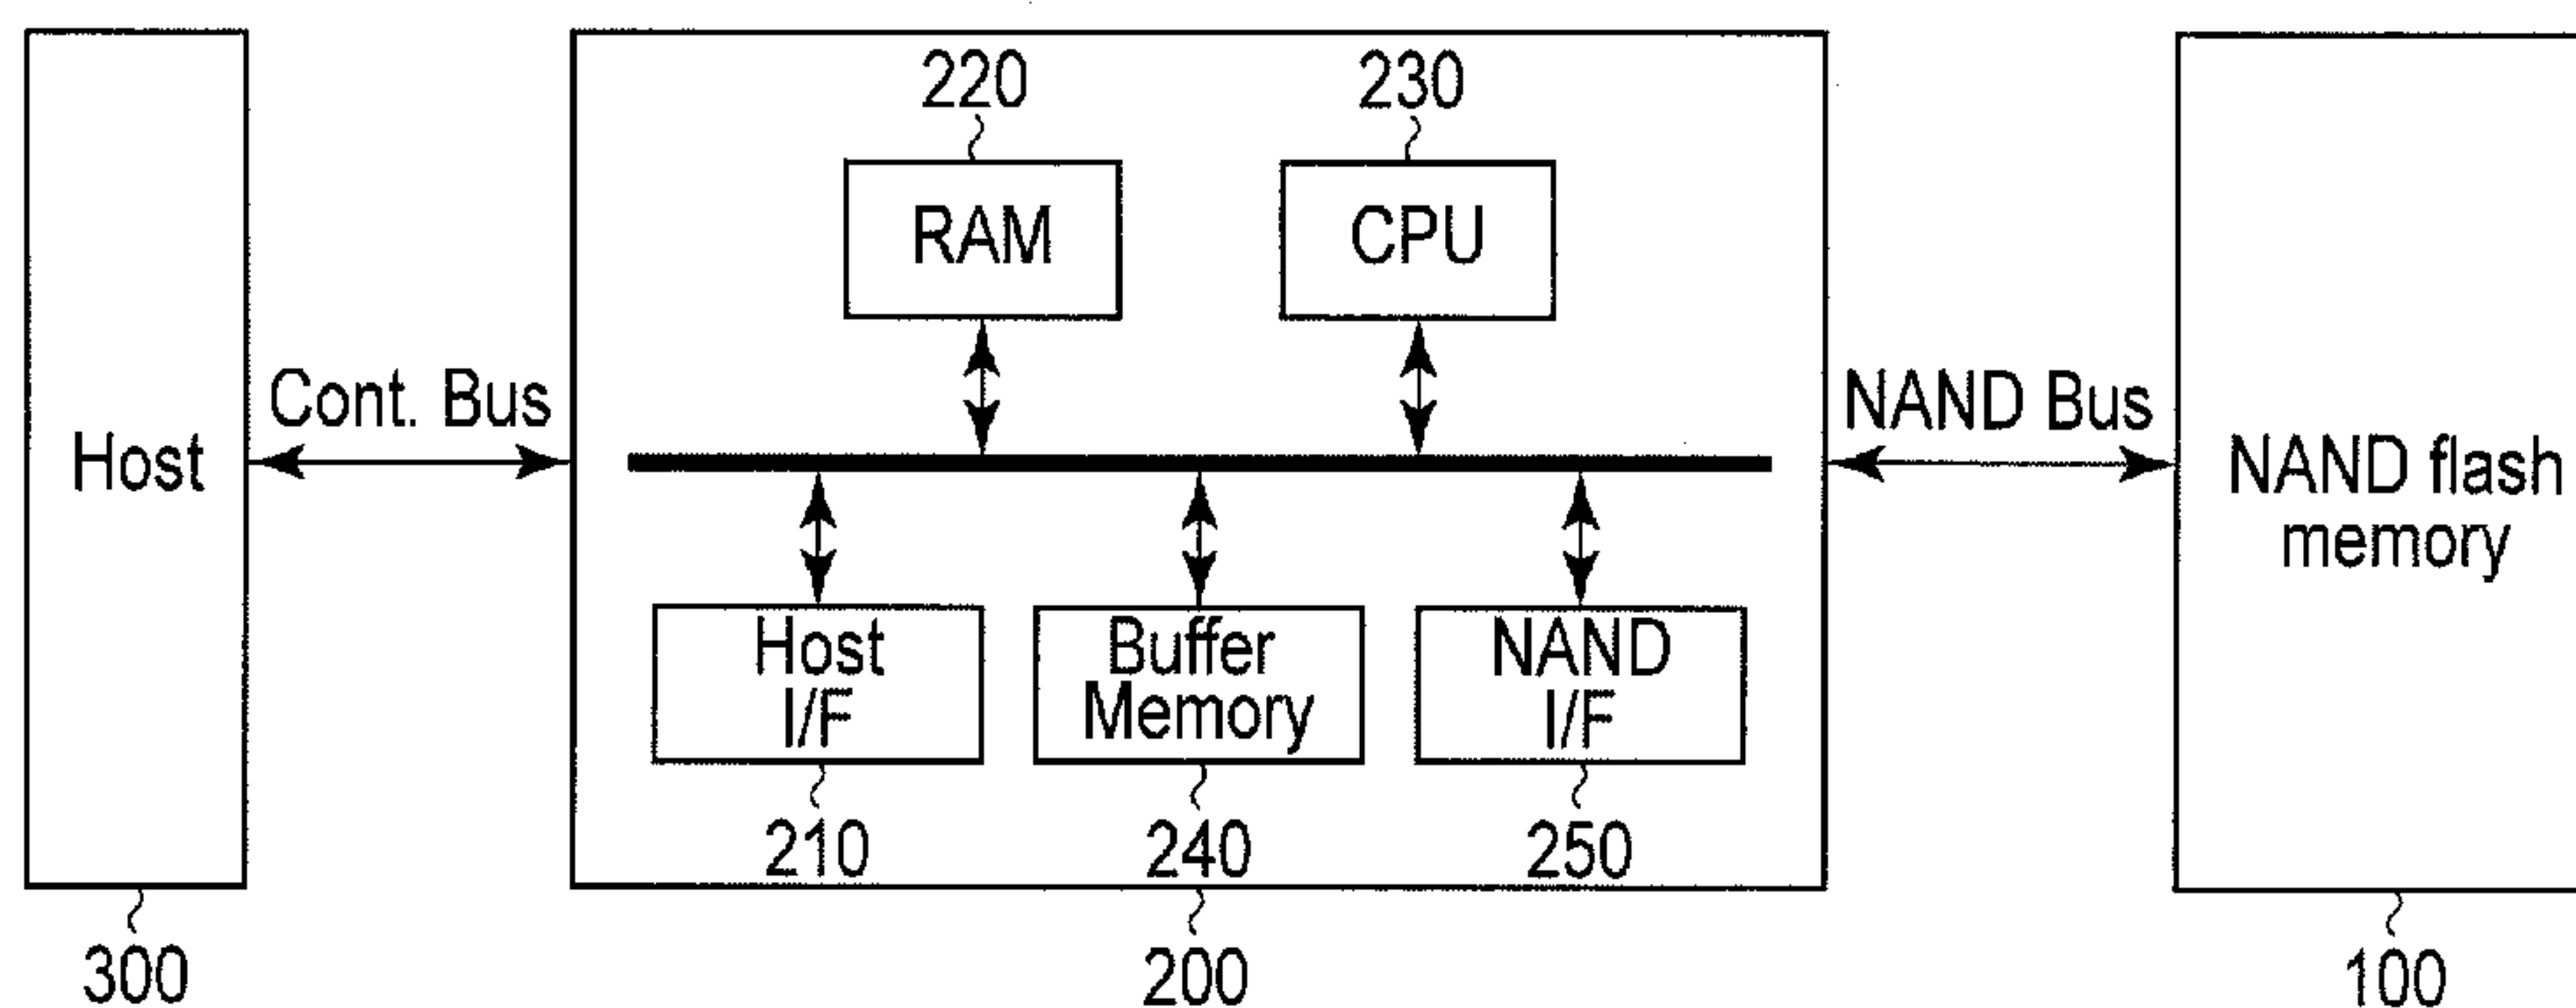 220
230
RAM
CPU
Cont. Bus
NAND Bus
Host
NAND flash
memory
Host
I/F
Buffer
Memory
NAND
I/F
210
240
250
300
200
100